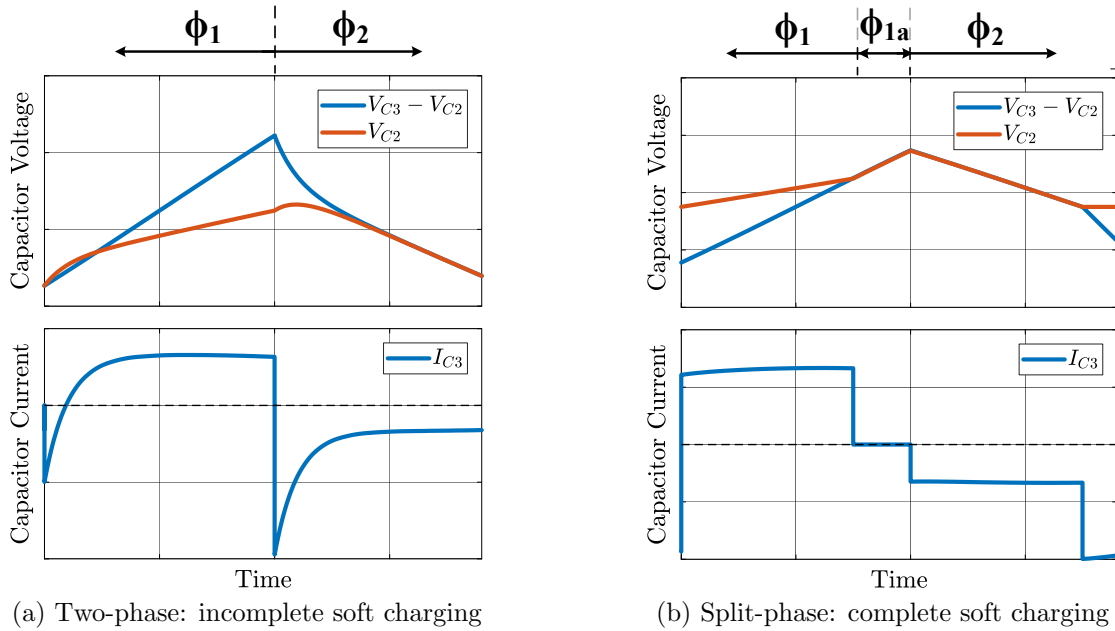 ϕ1 ϕ2
Capacitor Voltage
V_C3 − V_C2
V_C2
Capacitor Current
I_C3
Time
(a) Two-phase: incomplete soft charging
ϕ1 ϕ1a ϕ2
Capacitor Voltage
V_C3 − V_C2
V_C2
Capacitor Current
I_C3
Time
(b) Split-phase: complete soft charging